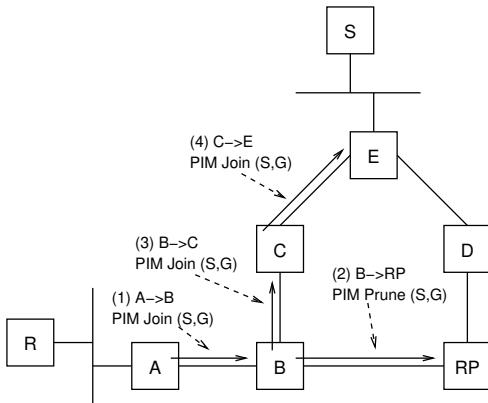 S
(4) C−>E
PIM Join (S,G)
E
(3) B−>C
PIM Join (S,G)
C
D
(2) B−>RP
PIM Prune (S,G)
(1) A−>B
PIM Join (S,G)
R
A
B
RP